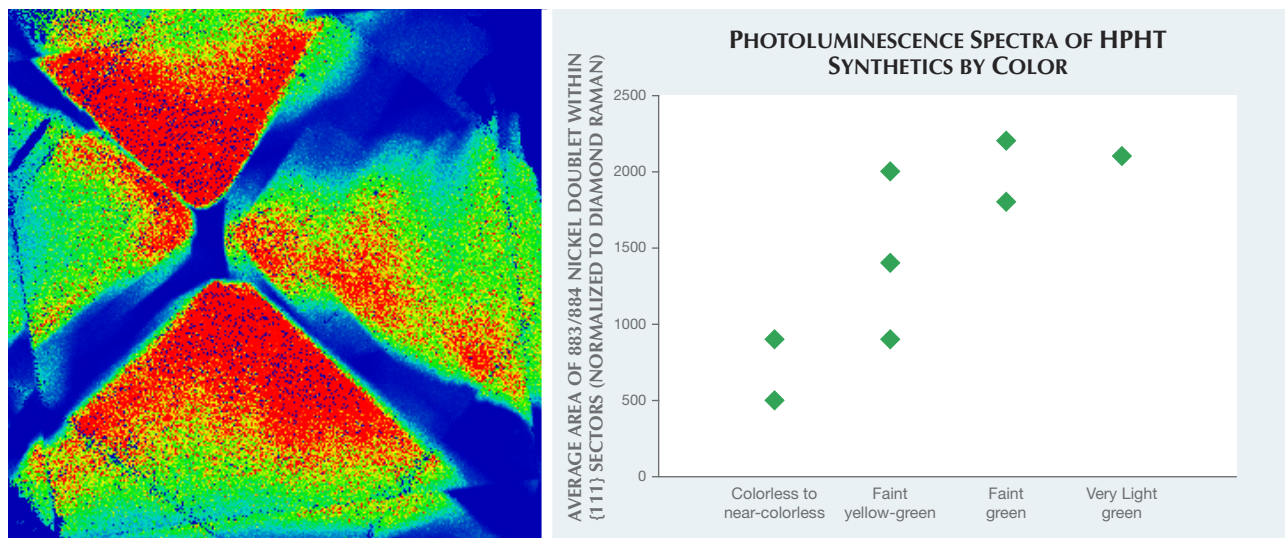 PHOTOLUMINESCENCE SPECTRA OF HPHT
SYNTHETICS BY COLOR
AVERAGE AREA OF 883/884 NICKEL DOUBLET WITHIN
{111} SECTORS (NORMALIZED TO DIAMOND RAMAN)
2500
2000
1500
1000
500
0
Colorless to
near-colorless
Faint
yellow-green
Faint
green
Very Light
green